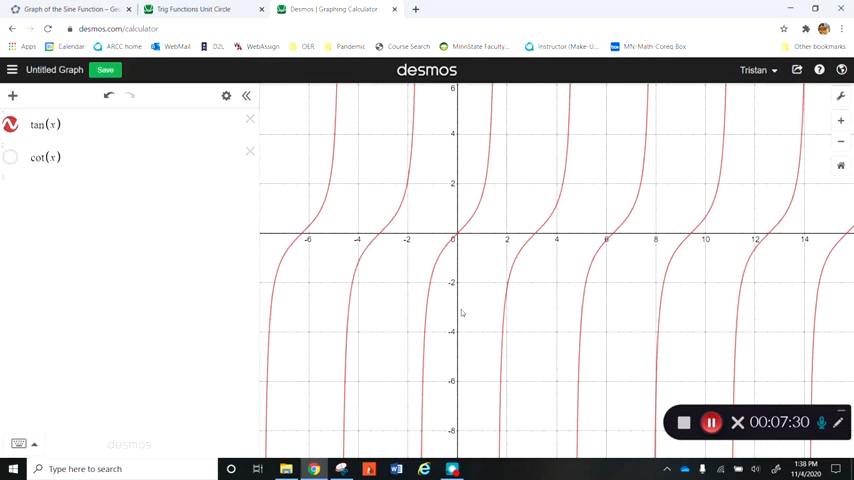 Graph of the Sine Function – Ge
Trig Functions Unit Circle
Desmos | Graphing Calculator
desmos.com/calculator
Apps
Calendar
ARCC home
WebMail
D2L
WebAssign
OER
Pandemic
Course Search
MinnState Faculty...
Instructor (Make-U...
MN-Math-Coreq Box
Other bookmarks
Untitled Graph
Save
desmos
Tristan
tan(x)
2
cot(x)
3
6
4
2
-6
-4
-2
0
2
4
6
8
10
12
14
-2
-4
-6
-8
desmos
00:07:30
Type here to search
1:38 PM
11/4/2020